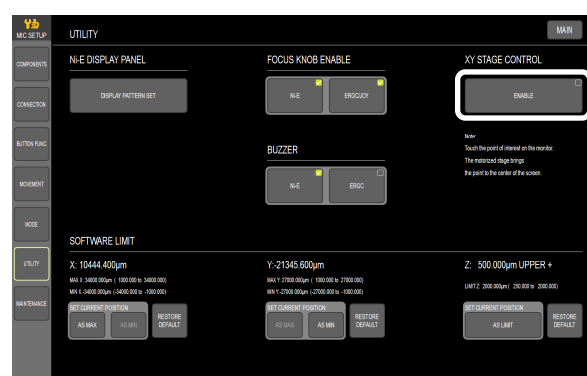 MIC SETUP
UTILITY
MAIN
COMPONENTS
CONNECTION
BUTTON FUNC
MOVEMENT
MODE
UTILITY
MAINTENANCE
Ni-E DISPLAY PANEL
DISPLAY PATTERN SET
FOCUS KNOB ENABLE
Ni-E
ERGOJOY
BUZZER
Ni-E
ERGC
XY STAGE CONTROL
ENABLE
Note:
Touch the point of interest on the monitor.
The motorized stage brings
the point to the center of the screen.
SOFTWARE LIMIT
X: 10444.400µm
MAX X: 34000.000µm ( 1000.000 to 34000.000)
MIN X:-34000.000µm (-34000.000 to -1000.000)
SET CURRENT POSITION
AS MAX
AS MIN
RESTORE
DEFAULT
Y:-21345.600µm
MAX Y: 27000.000µm ( 1000.000 to 27000.000)
MIN Y:-27000.000µm (-27000.000 to -1000.000)
SET CURRENT POSITION
AS MAX
AS MIN
RESTORE
DEFAULT
Z: 500.000µm UPPER +
LIMIT Z: 2000.000µm ( 250.000 to 2000.000)
SET CURRENT POSITION
AS LIMIT
RESTORE
DEFAULT